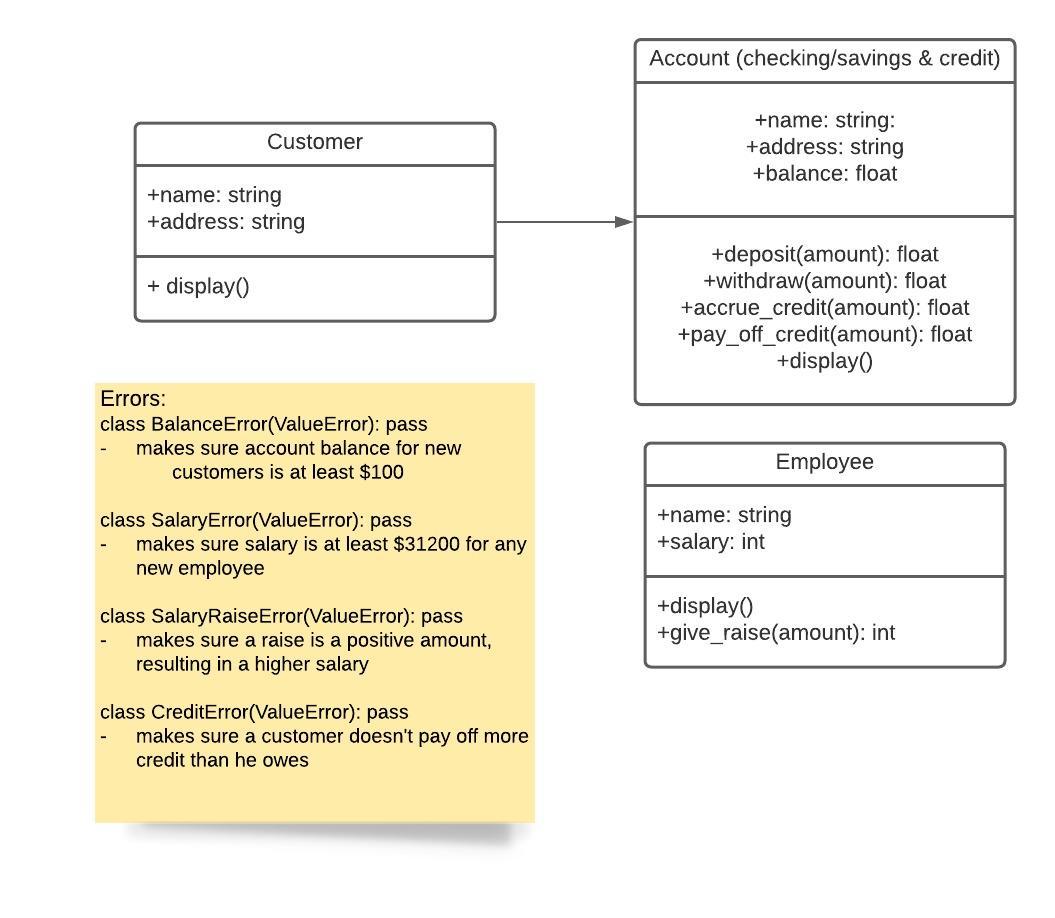 Account (checking/savings & credit)
+name: string:
+address: string
+balance: float
+deposit(amount): float
+withdraw(amount): float
+accrue_credit(amount): float
+pay_off_credit(amount): float
+display()
Customer
+name: string
+address: string
+ display()
Errors:
class BalanceError(ValueError): pass
- makes sure account balance for new
customers is at least $100
class SalaryError(ValueError): pass
- makes sure salary is at least $31200 for any
new employee
class SalaryRaiseError(ValueError): pass
- makes sure a raise is a positive amount,
resulting in a higher salary
class CreditError(ValueError): pass
- makes sure a customer doesn't pay off more
credit than he owes
Employee
+name: string
+salary: int
+display()
+give_raise(amount): int